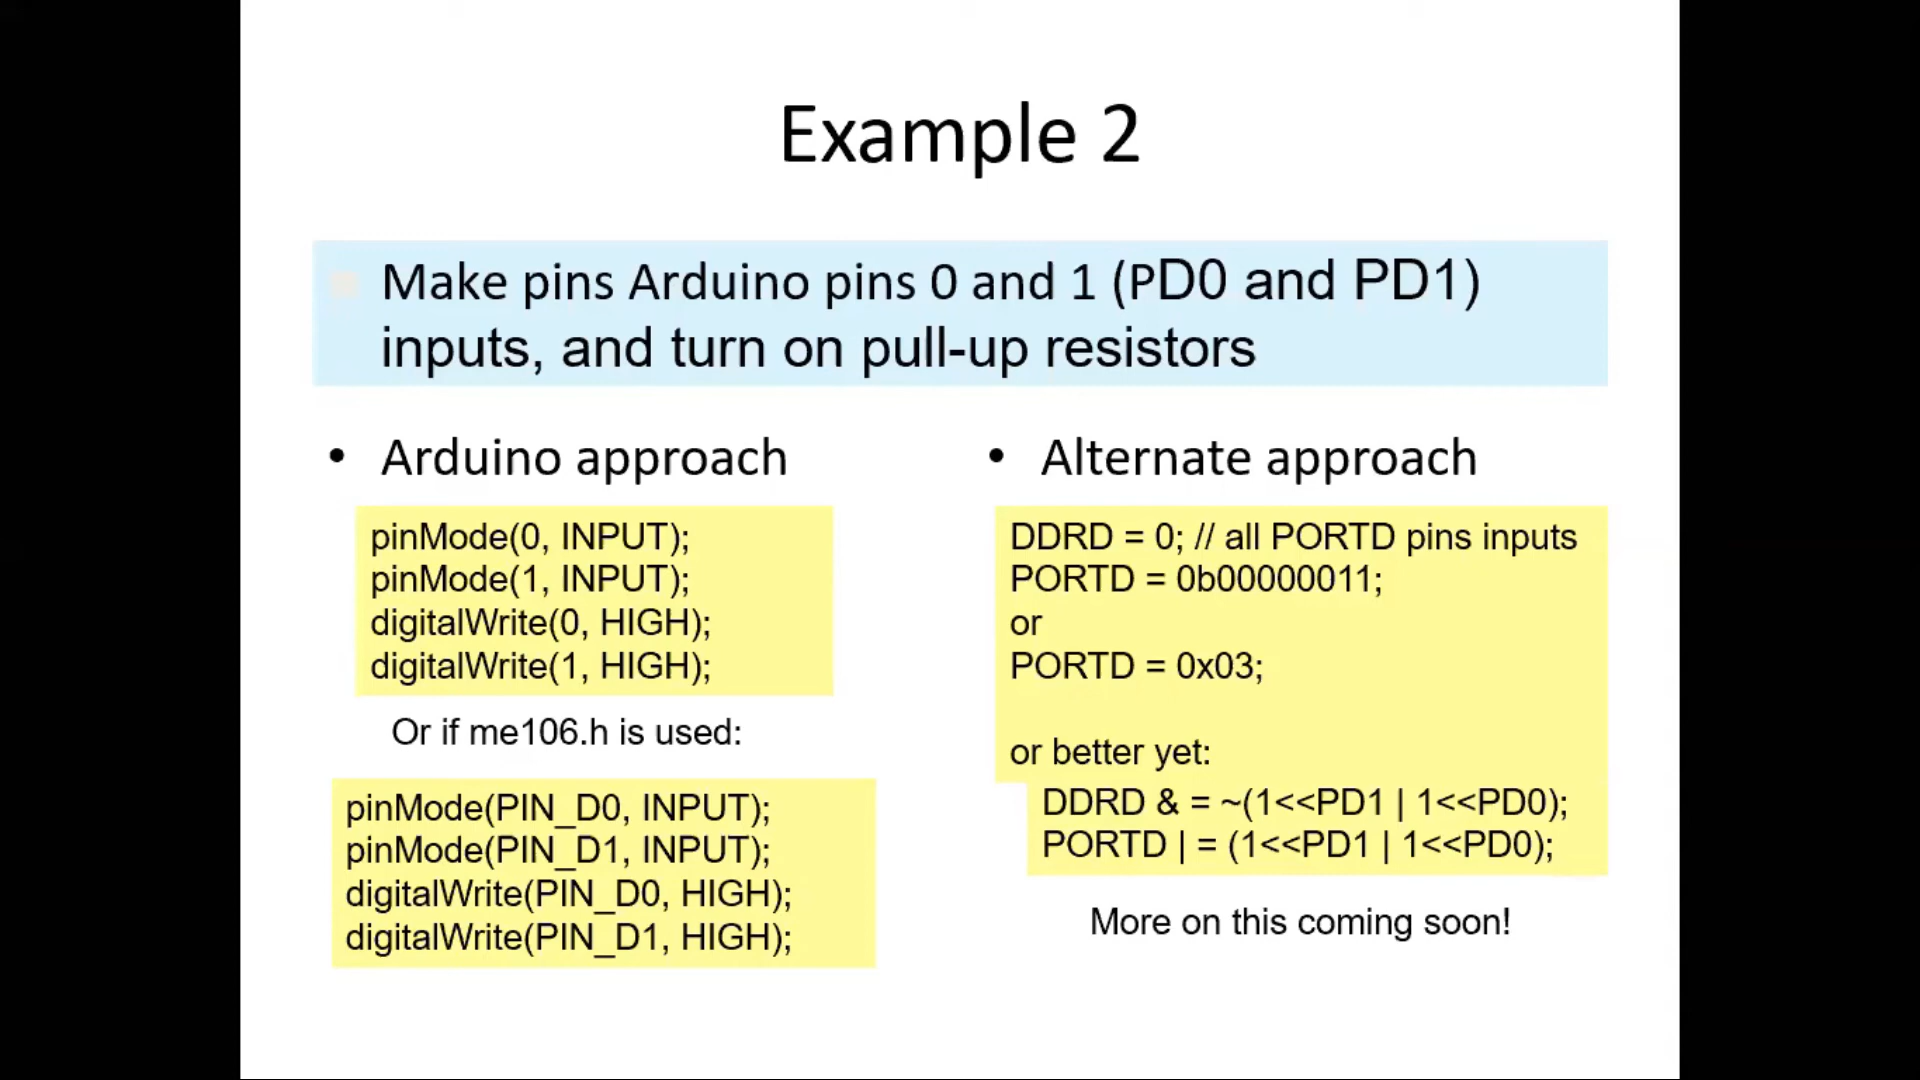 Example 2
Make pins Arduino pins 0 and 1 (PD0 and PD1)
inputs, and turn on pull-up resistors
• Arduino approach
pinMode(0, INPUT);
pinMode(1, INPUT);
digitalWrite(0, HIGH);
digitalWrite(1, HIGH);
Or if me106.h is used:
pinMode(PIN_D0, INPUT);
pinMode(PIN_D1, INPUT);
digitalWrite(PIN_D0, HIGH);
digitalWrite(PIN_D1, HIGH);
• Alternate approach
DDRD = 0; // all PORTD pins inputs
PORTD = 0b00000011;
or
PORTD = 0x03;
or better yet:
DDRD & = ~(1<<PD1 | 1<<PD0);
PORTD | = (1<<PD1 | 1<<PD0);
More on this coming soon!